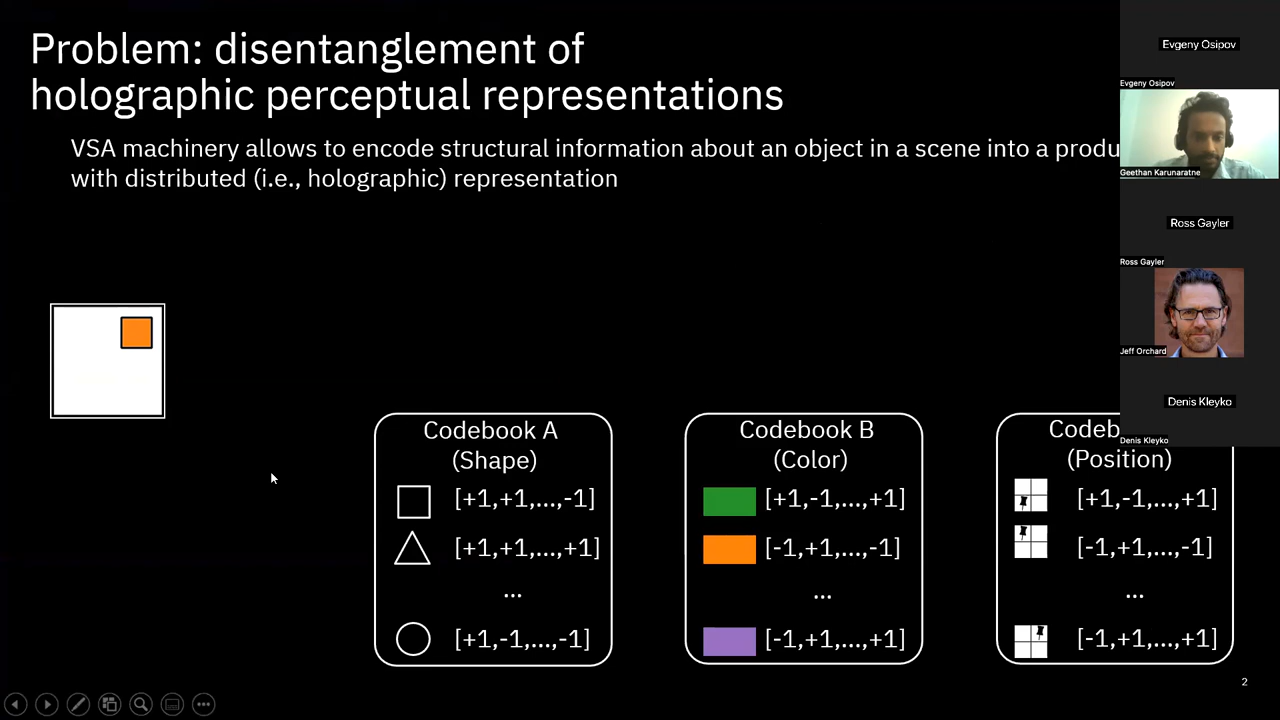 Problem: disentanglement of
holographic perceptual representations
VSA machinery allows to encode structural information about an object in a scene into a
with distributed (i.e., holographic) representation
Codebook A
(Shape)
[+1,+1,...,-1]
[+1,+1,...,+1]
...
[+1,-1,...,-1]
Codebook B
(Color)
[+1,-1,...,+1]
[-1,+1,...,-1]
...
[-1,+1,...,+1]
(Position)
[+1,-1,...,+1]
[-1,+1,...,-1]
...
[-1,+1,...,+1]
2
Evgeny Osipov
Evgeny Osipov
Geethan Karunaratne
Ross Gayler
Ross Gayler
Jeff Orchard
Denis Kleyko
Denis Kleyko